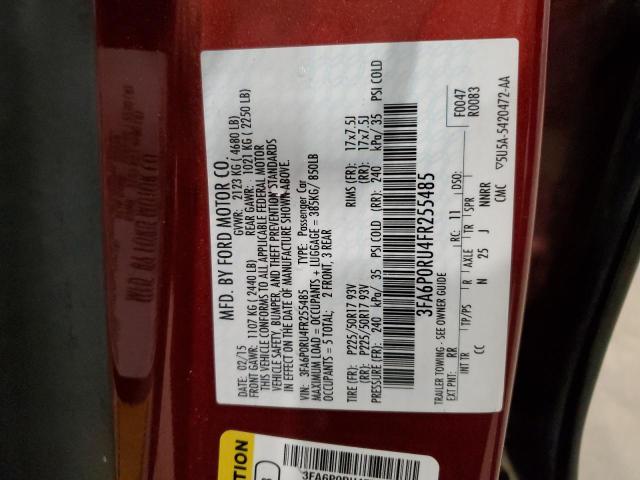 MFD. BY FORD MOTOR CO.
DATE: 02/15 GVWR: 2123 KG ( 4680 LB)
FRONT GAWR: 1107 KG ( 2440 LB) REAR GAWR: 1021 KG ( 2250 LB)
THIS VEHICLE CONFORMS TO ALL APPLICABLE FEDERAL MOTOR
VEHICLE SAFETY, BUMPER, AND THEFT PREVENTION STANDARDS
IN EFFECT ON THE DATE OF MANUFACTURE SHOWN ABOVE.
VIN: 3FA6P0RU4FR255485 TYPE: Passenger Car
MAXIMUM LOAD = OCCUPANTS + LUGGAGE = 385KG/ 850LB
OCCUPANTS = 5 TOTAL; 2 FRONT, 3 REAR
TIRE (FR): P225/50R17 93V RIMS (FR): 17x7.5J
(RR): P225/50R17 93V (RR): 17x7.5J
PRESSURE (FR): 240 kPa/ 35 PSI COLD (RR): 240 kPa/ 35 PSI COLD
3FA6P0RU4FR255485
F0047
R0083
TRAILER TOWING - SEE OWNER GUIDE
EXT PNT: RR RC: 11 DSO:
INT TR TP/PS R AXLE TR SPR
CC N 25 J NNRR
CMC ▽5U5A-5420472-AA